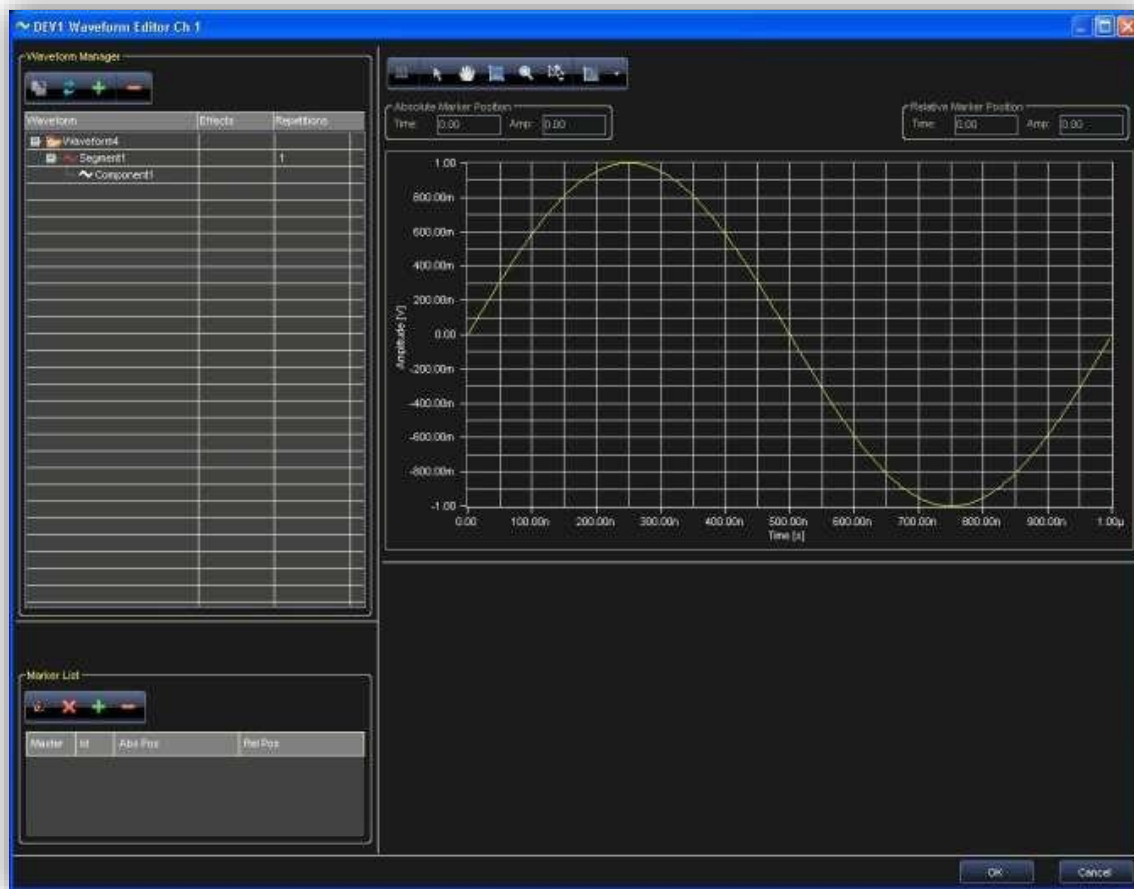 DEV1 Waveform Editor Ch 1
Waveform Manager
Waveform Effects Repetitions
Waveform4
Segment1 1
Component1
Marker List
Master Id Abs Pos Rel Pos
Absolute Marker Position
Time: 0.00 Amp: 0.00
Relative Marker Position
Time: 0.00 Amp: 0.00
1.00
800.00m
600.00m
400.00m
200.00m
0.00
-200.00m
-400.00m
-600.00m
-800.00m
-1.00
Amplitude [V]
0.00 100.00n 200.00n 300.00n 400.00n 500.00n 600.00n 700.00n 800.00n 900.00n 1.00µ
Time [s]
OK Cancel